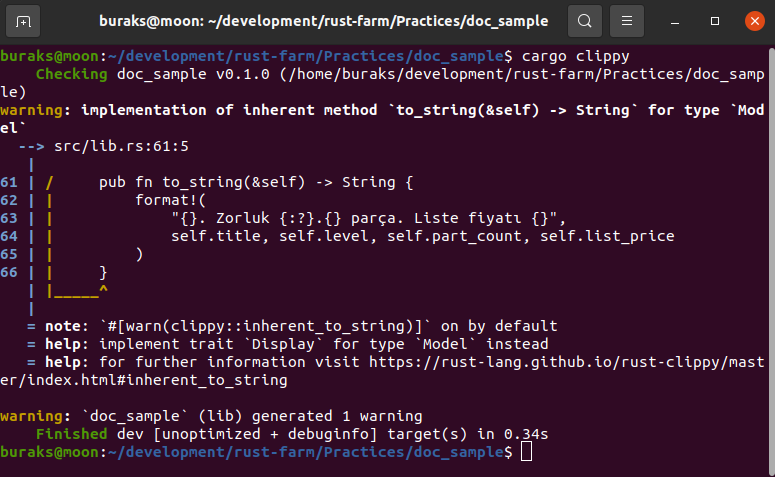 buraks@moon: ~/development/rust-farm/Practices/doc_sample
buraks@moon:~/development/rust-farm/Practices/doc_sample$ cargo clippy
    Checking doc_sample v0.1.0 (/home/buraks/development/rust-farm/Practices/doc_samp
le)
warning: implementation of inherent method `to_string(&self) -> String` for type `Mod
el`
  --> src/lib.rs:61:5
   |
61 | /     pub fn to_string(&self) -> String {
62 | |         format!(
63 | |             "{}. Zorluk {:?}.{} parça. Liste fiyatı {}",
64 | |             self.title, self.level, self.part_count, self.list_price
65 | |         )
66 | |     }
   | |_____^
   |
   = note: `#[warn(clippy::inherent_to_string)]` on by default
   = help: implement trait `Display` for type `Model` instead
   = help: for further information visit https://rust-lang.github.io/rust-clippy/mast
er/index.html#inherent_to_string
warning: `doc_sample` (lib) generated 1 warning
    Finished dev [unoptimized + debuginfo] target(s) in 0.34s
buraks@moon:~/development/rust-farm/Practices/doc_sample$